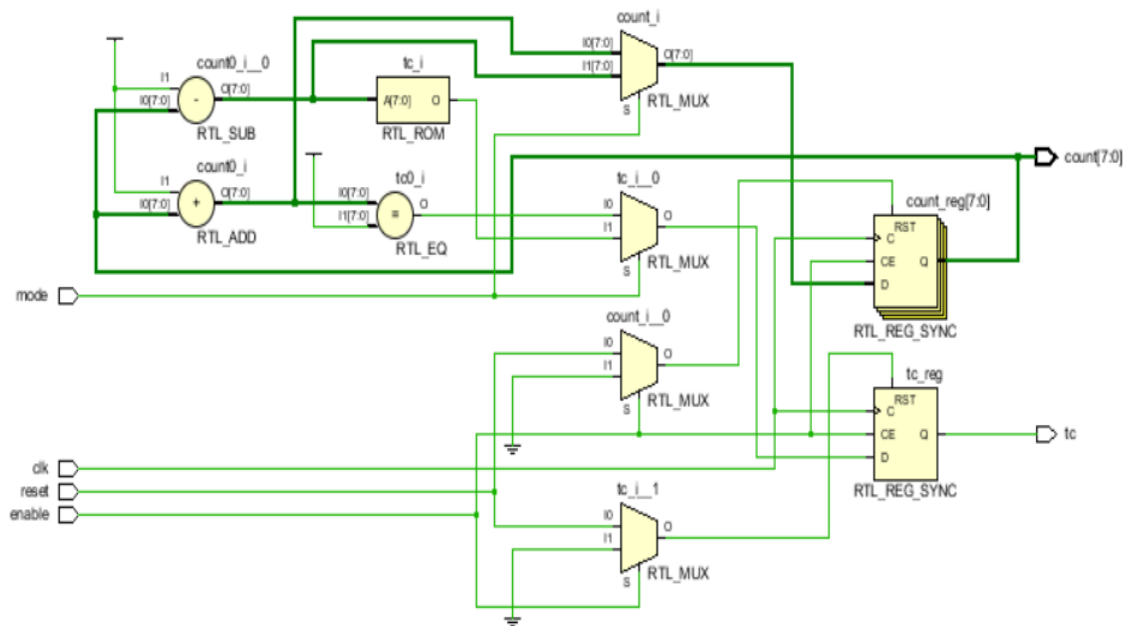 count_i
I0[7:0]
I1[7:0]
O[7:0]
S
RTL_MUX
count0_i__0
I1
I0[7:0]
O[7:0]
-
RTL_SUB
tc_i
A[7:0]
O
RTL_ROM
count0_i
I1
I0[7:0]
O[7:0]
+
RTL_ADD
tc0_i
I0[7:0]
I1[7:0]
O
=
RTL_EQ
tc_i__0
I0
I1
O
S
RTL_MUX
count[7:0]
count_reg[7:0]
RST
C
CE
Q
D
RTL_REG_SYNC
mode
count_i__0
I0
I1
O
S
RTL_MUX
tc_reg
RST
C
CE
Q
D
RTL_REG_SYNC
tc
clk
reset
enable
tc_i__1
I0
I1
O
S
RTL_MUX